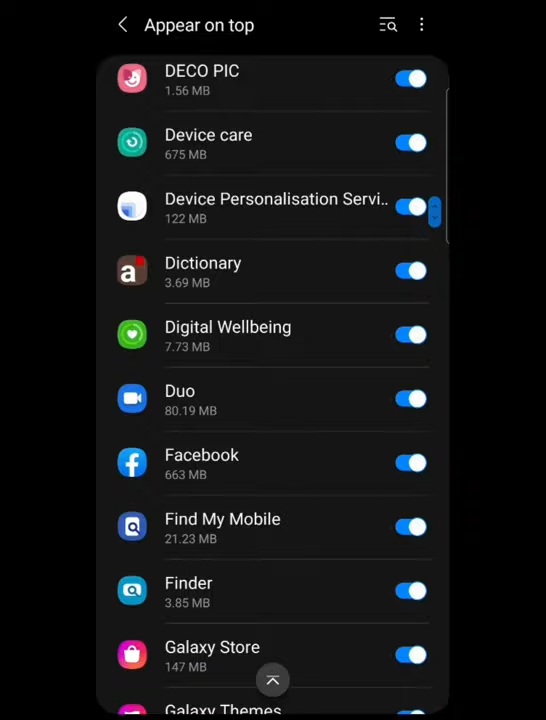 Appear on top
DECO PIC
1.56 MB
Device care
675 MB
Device Personalisation Servi..
122 MB
a
Dictionary
3.69 MB
Digital Wellbeing
7.73 MB
Duo
80.19 MB
f
Facebook
663 MB
Find My Mobile
21.23 MB
Finder
3.85 MB
Galaxy Store
147 MB
Galaxy Themes